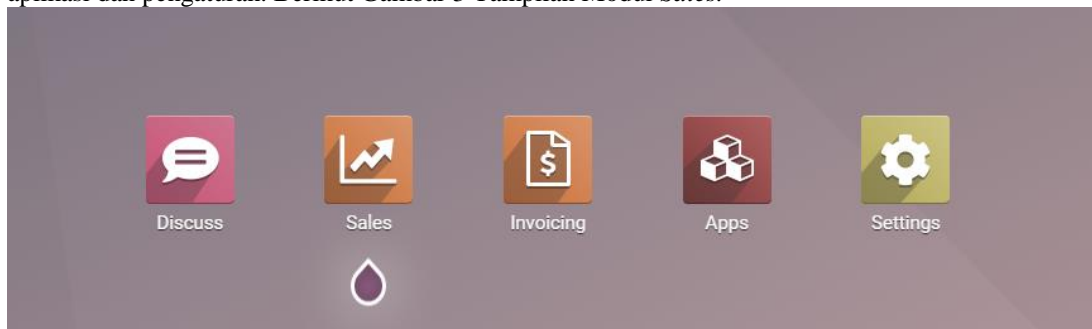 aplikasi dan pengaturan. Berikut Gambar 3 Tampilan Modul Sales.
Discuss Sales Invoicing Apps Settings